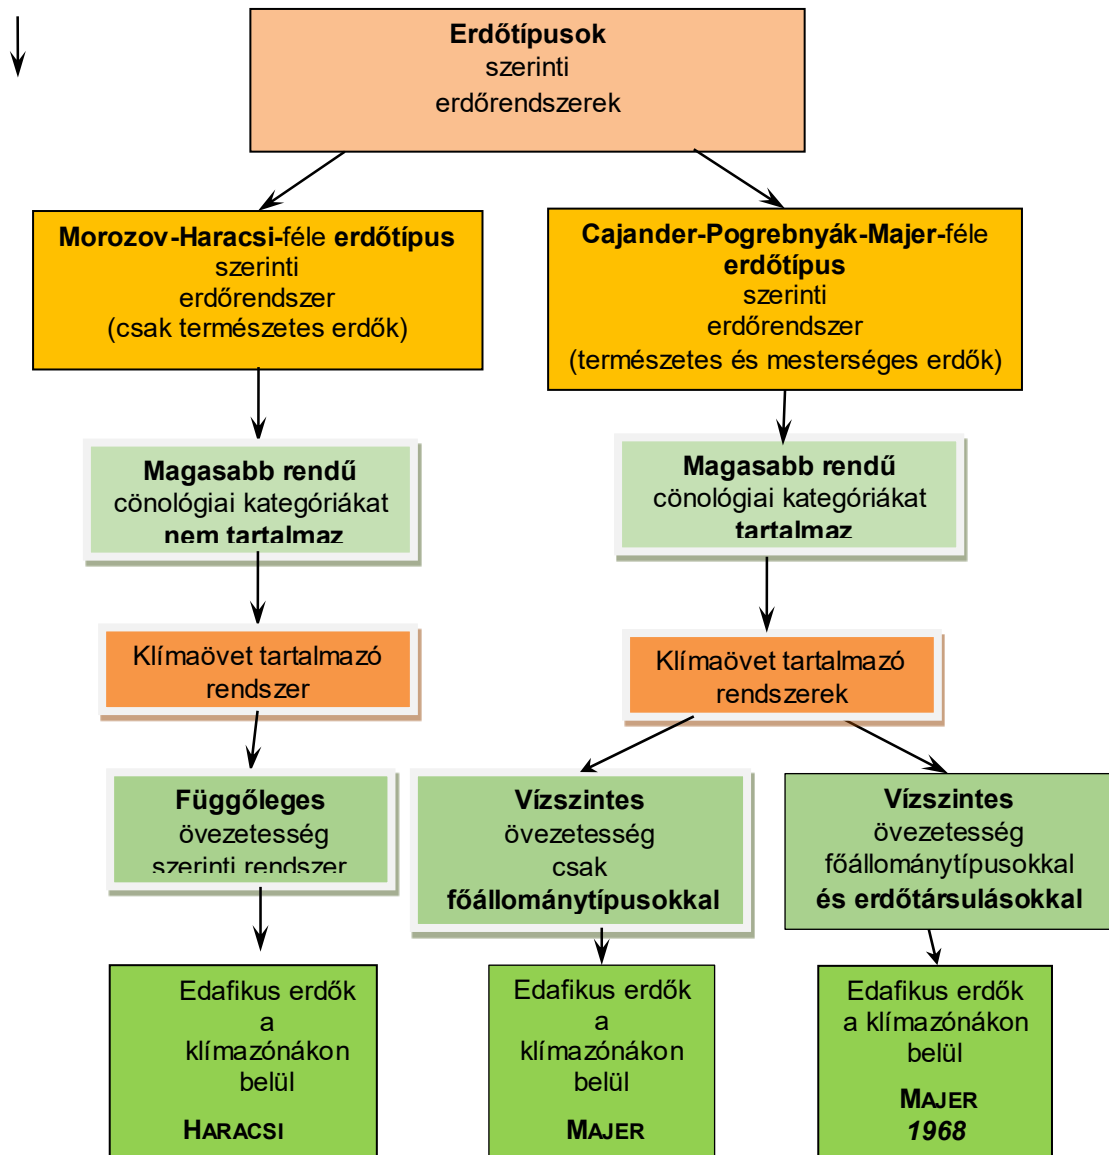 Erdőtípusok
szerinti
erdőrendszerek
Morozov-Haracsi-féle erdőtípus
szerinti
erdőrendszer
(csak természetes erdők)
Cajander-Pogrebnyák-Majer-féle
erdőtípus
szerinti
erdőrendszer
(természetes és mesterséges erdők)
Magasabb rendű
cönológiai kategóriákat
nem tartalmaz
Magasabb rendű
cönológiai kategóriákat
tartalmaz
Klímaövet tartalmazó
rendszer
Klímaövet tartalmazó
rendszerek
Függőleges
övezetesség
szerinti rendszer
Vízszintes
övezetesség
csak
főállománytípusokkal
Vízszintes
övezetesség
főállománytípusokkal
és erdőtársulásokkal
Edafikus erdők
a
klímazónákon
belül
HARACSI
Edafikus erdők
a
klímazónákon
belül
MAJER
Edafikus erdők
a klímazónákon
belül
MAJER
1968